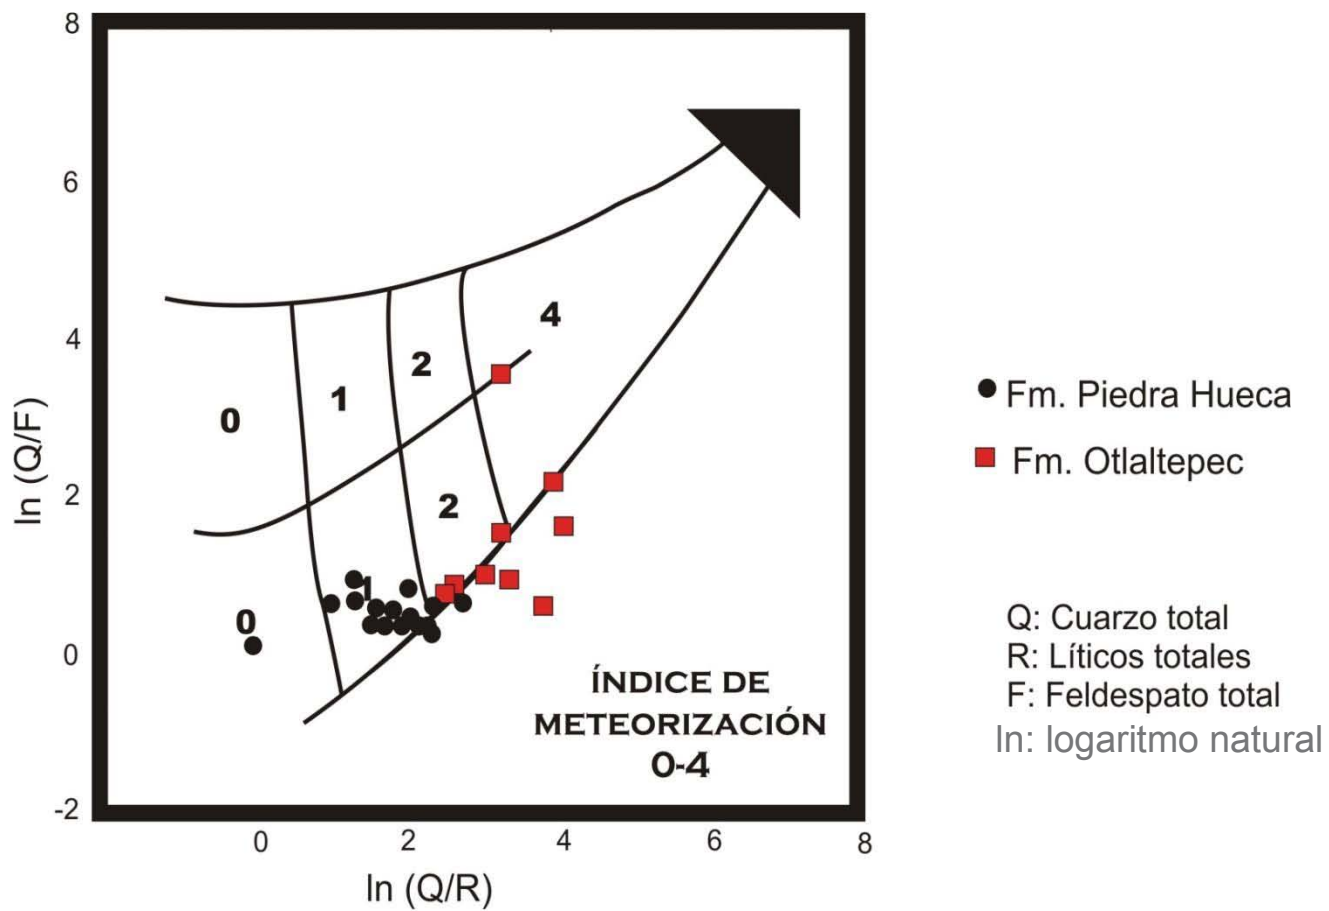 8
6
4
2
0
-2
ln (Q/F)
0
2
4
6
8
ln (Q/R)
4
2
1
0
2
1
0
ÍNDICE DE
METEORIZACIÓN
0-4
Fm. Piedra Hueca
Fm. Otlaltepec
Q: Cuarzo total
R: Líticos totales
F: Feldespato total
ln: logaritmo natural